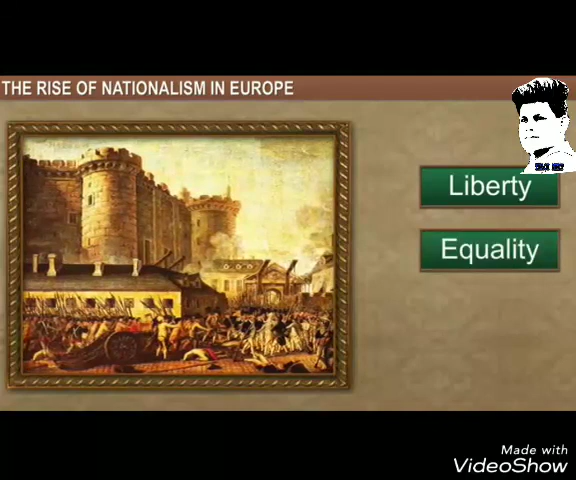 THE RISE OF NATIONALISM IN EUROPE
Liberty
Equality
Made with
VideoShow